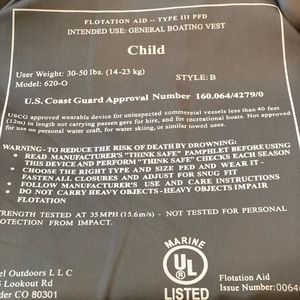 FLOTATION AID -- TYPE III PFD
INTENDED USE: GENERAL BOATING VEST
Child
User Weight: 30-50 lbs. (14-23 kg)
Model: 620-O
STYLE: B
U.S. Coast Guard Approval Number 160.064/4279/0
USCG approved wearable device for uninspected commercial vessels less than 40 feet
(12m) in length not carrying passengers for hire, and for recreational boats. Not approved
for use on personal water craft, for water skiing, or similar towed uses.
WARNING - TO REDUCE THE RISK OF DEATH BY DROWNING:
• READ MANUFACTURER'S "THINK SAFE" PAMPHLET BEFORE USING
THIS DEVICE AND PERFORM "THINK SAFE" CHECKS EACH SEASON
• CHOOSE THE RIGHT TYPE AND SIZE PFD AND WEAR IT -
FASTEN ALL CLOSURES AND ADJUST FOR SNUG FIT
• FOLLOW MANUFACTURER'S USE AND CARE INSTRUCTIONS
• DO NOT CARRY HEAVY OBJECTS - HEAVY OBJECTS IMPAIR
FLOTATION
STRENGTH TESTED AT 35 MPH (15.6m/s) - NOT TESTED FOR PERSONAL
PROTECTION FROM IMPACT.
MARINE
UL
®
LISTED
el Outdoors L L C
Lookout Rd
der CO 80301
Flotation Aid
Issue Number: